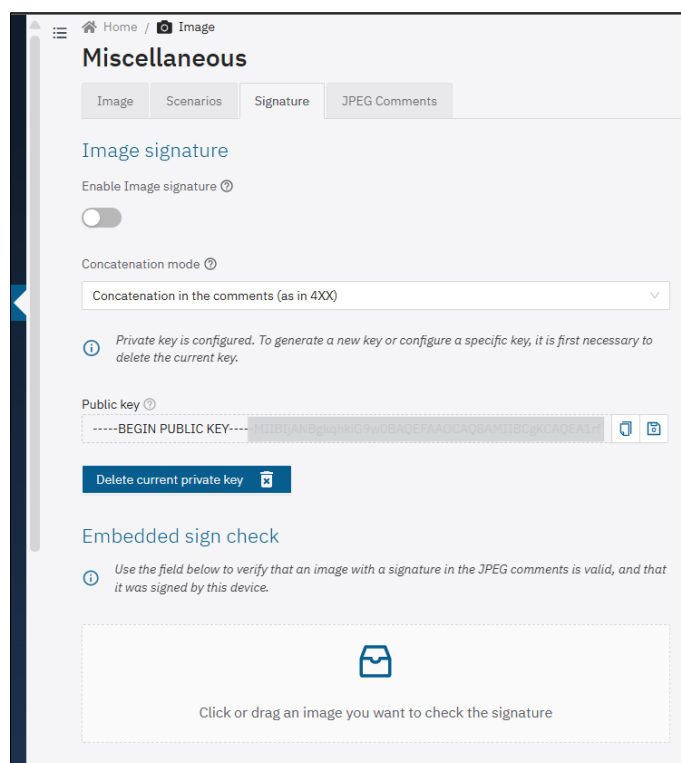 Home / Image
Miscellaneous
Image Scenarios Signature JPEG Comments
Image signature
Enable Image signature
Concatenation mode
Concatenation in the comments (as in 4XX)
Private key is configured. To generate a new key or configure a specific key, it is first necessary to
delete the current key.
Public key
-----BEGIN PUBLIC KEY----
Delete current private key
Embedded sign check
Use the field below to verify that an image with a signature in the JPEG comments is valid, and that
it was signed by this device.
Click or drag an image you want to check the signature